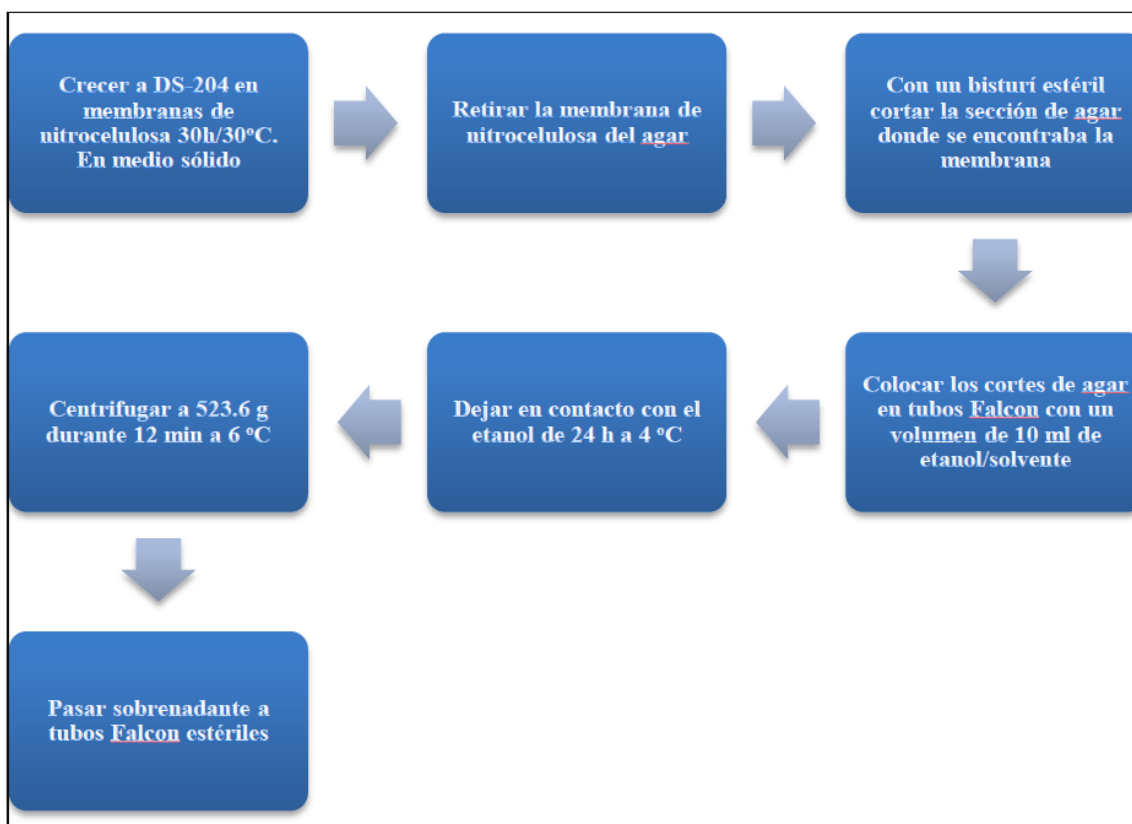 Crecer a DS-204 en
membranas de
nitrocelulosa 30h/30°C.
En medio sólido
Retirar la membrana de
nitrocelulosa del agar
Con un bisturí estéril
cortar la sección de agar
donde se encontraba la
membrana
Colocar los cortes de agar
en tubos Falcon con un
volumen de 10 ml de
etanol/solvente
Dejar en contacto con el
etanol de 24 h a 4 °C
Centrifugar a 523.6 g
durante 12 min a 6 °C
Pasar sobrenadante a
tubos Falcon estériles